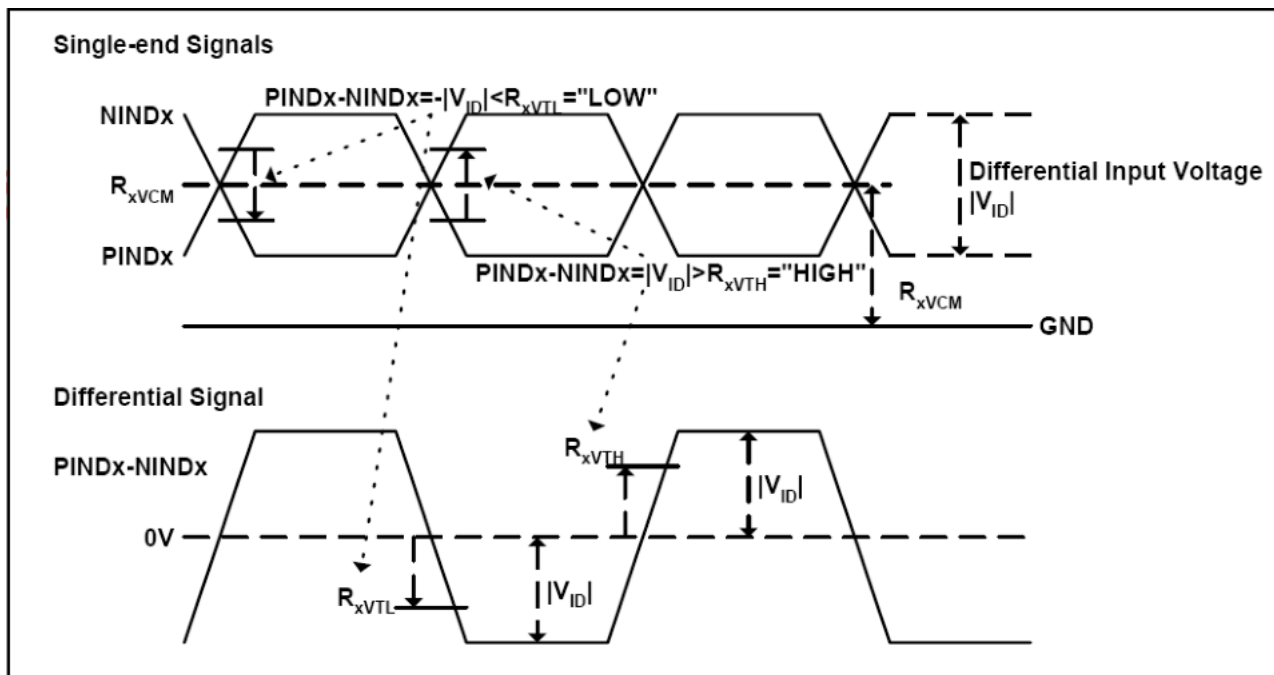 Single-end Signals
PINDx-NINDx=-|VID|<RxVTL="LOW"
NINDx
RxVCM
Differential Input Voltage
|VID|
PINDx
PINDx-NINDx=|VID|>RxVTH="HIGH"
RxVCM
GND
Differential Signal
PINDx-NINDx
RxVTH
|VID|
0V
RxVTL
|VID|